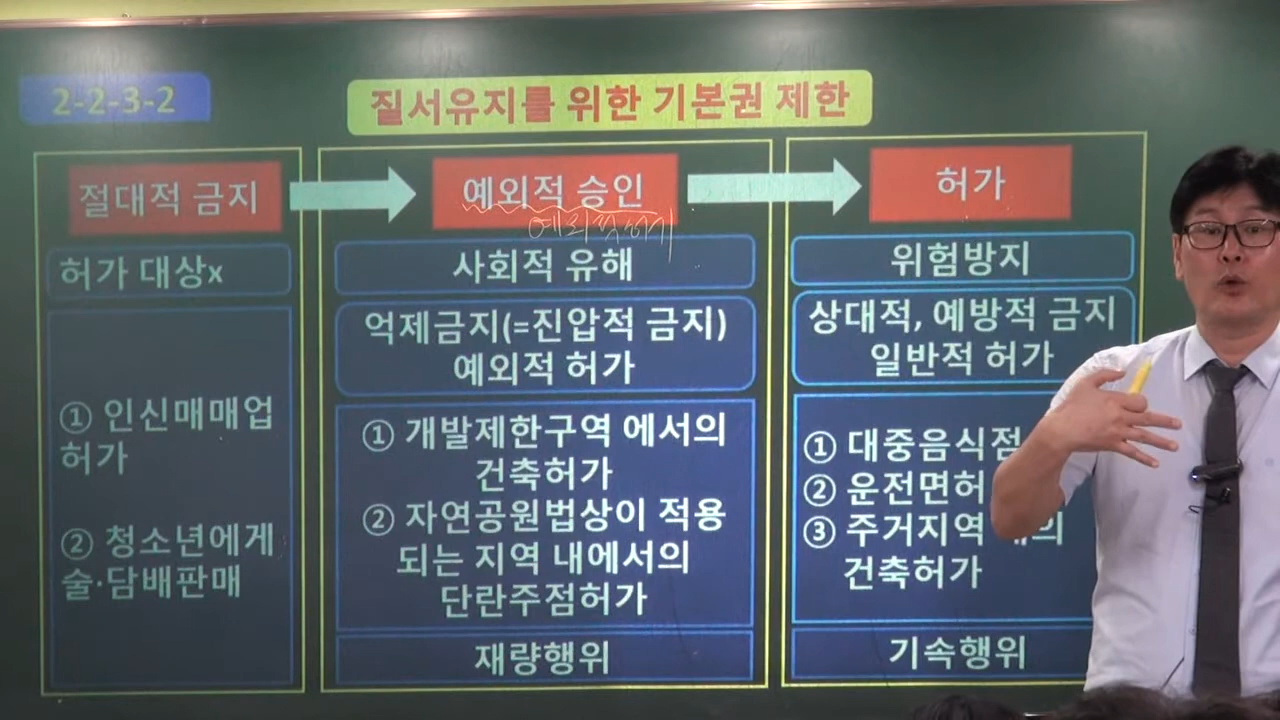 2-2-3-2
질서유지를 위한 기본권 제한
절대적 금지
허가 대상x
① 인신매매업
허가
② 청소년에게
술·담배판매
예외적 승인
예외적허가
사회적 유해
억제금지(=진압적 금지)
예외적 허가
① 개발제한구역 에서의
건축허가
② 자연공원법상이 적용
되는 지역 내에서의
단란주점허가
재량행위
허가
위험방지
상대적, 예방적 금지
일반적 허가
① 대중음식점
② 운전면허
③ 주거지역
건축허가
기속행위